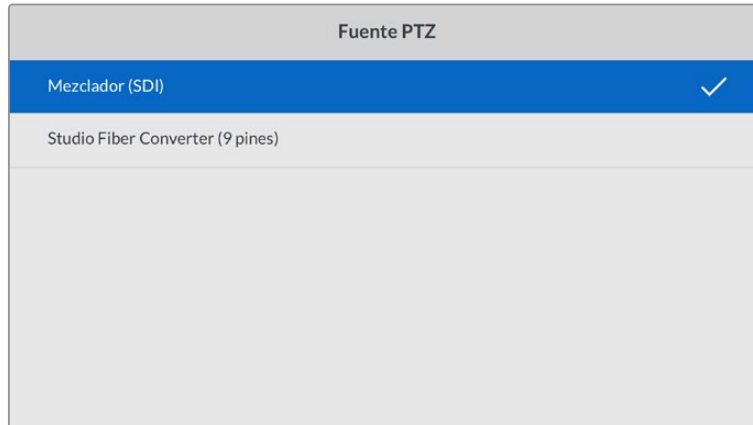 Fuente PTZ
Mezclador (SDI)
Studio Fiber Converter (9 pines)